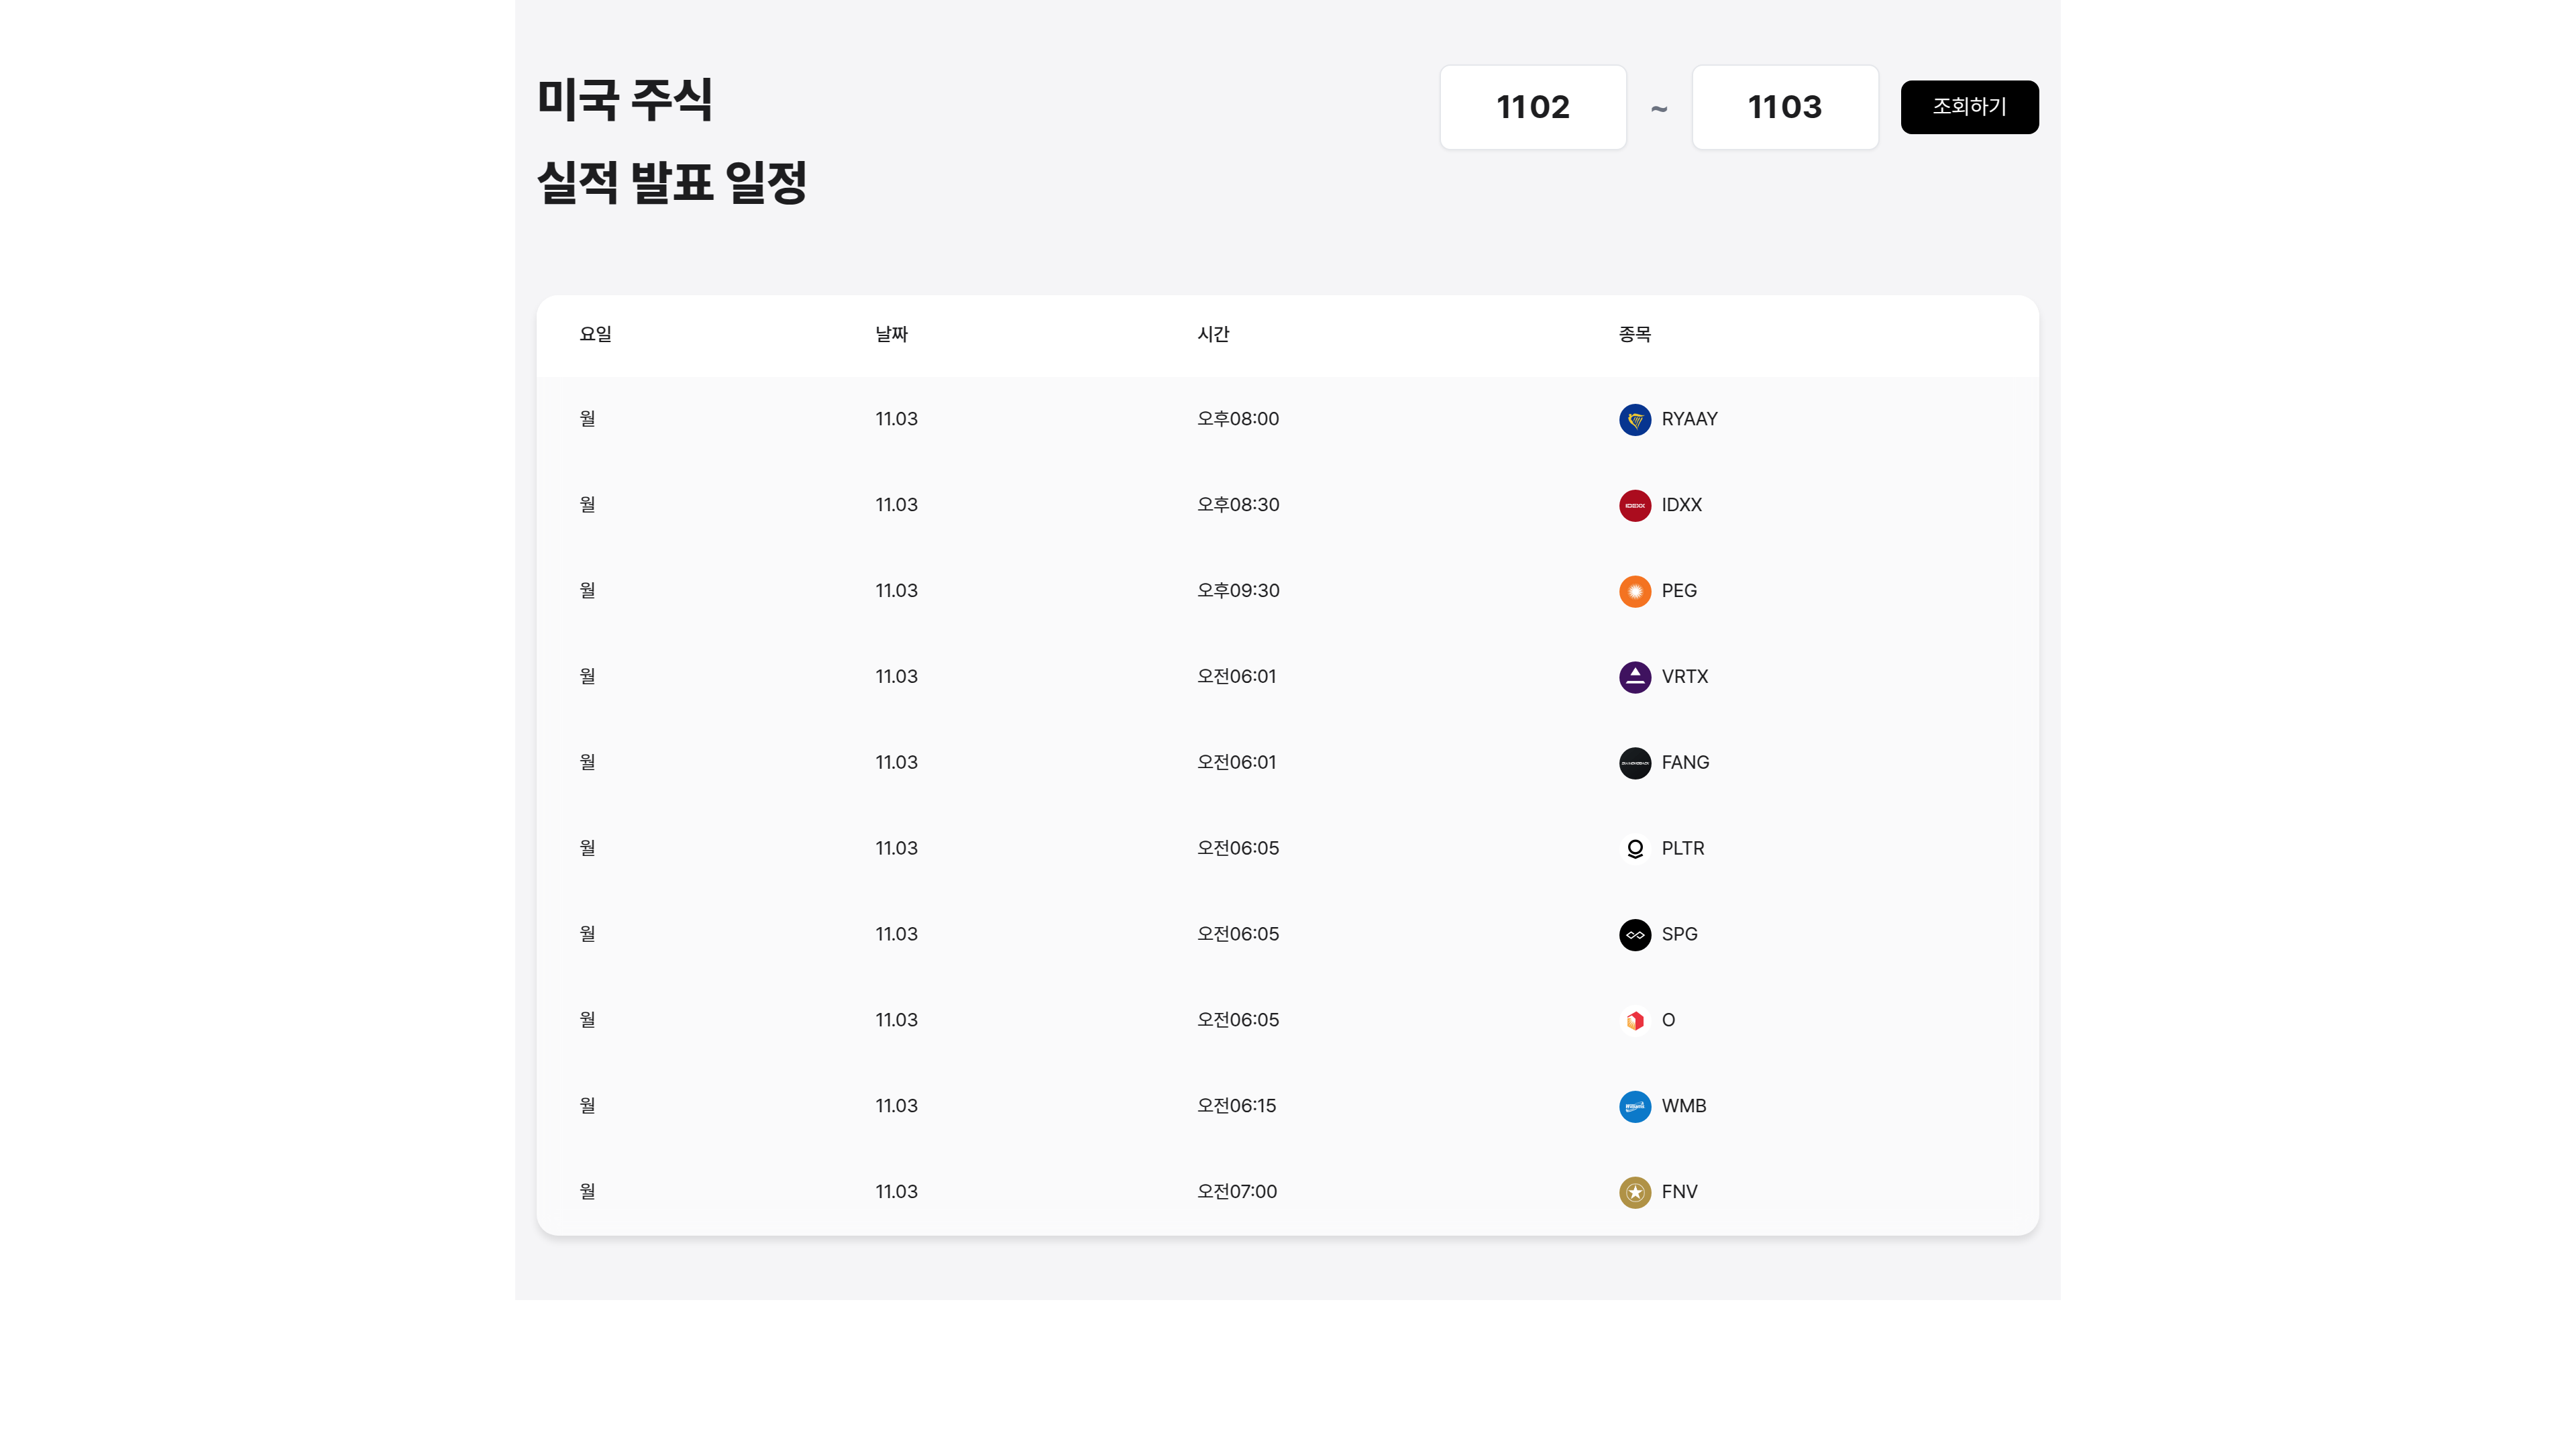 미국 주식
실적 발표 일정
1102 ~ 1103 조회하기
요일 날짜 시간 종목
월 11.03 오후08:00 RYAAY
월 11.03 오후08:30 IDXX
월 11.03 오후09:30 PEG
월 11.03 오전06:01 VRTX
월 11.03 오전06:01 FANG
월 11.03 오전06:05 PLTR
월 11.03 오전06:05 SPG
월 11.03 오전06:05 O
월 11.03 오전06:15 WMB
월 11.03 오전07:00 FNV